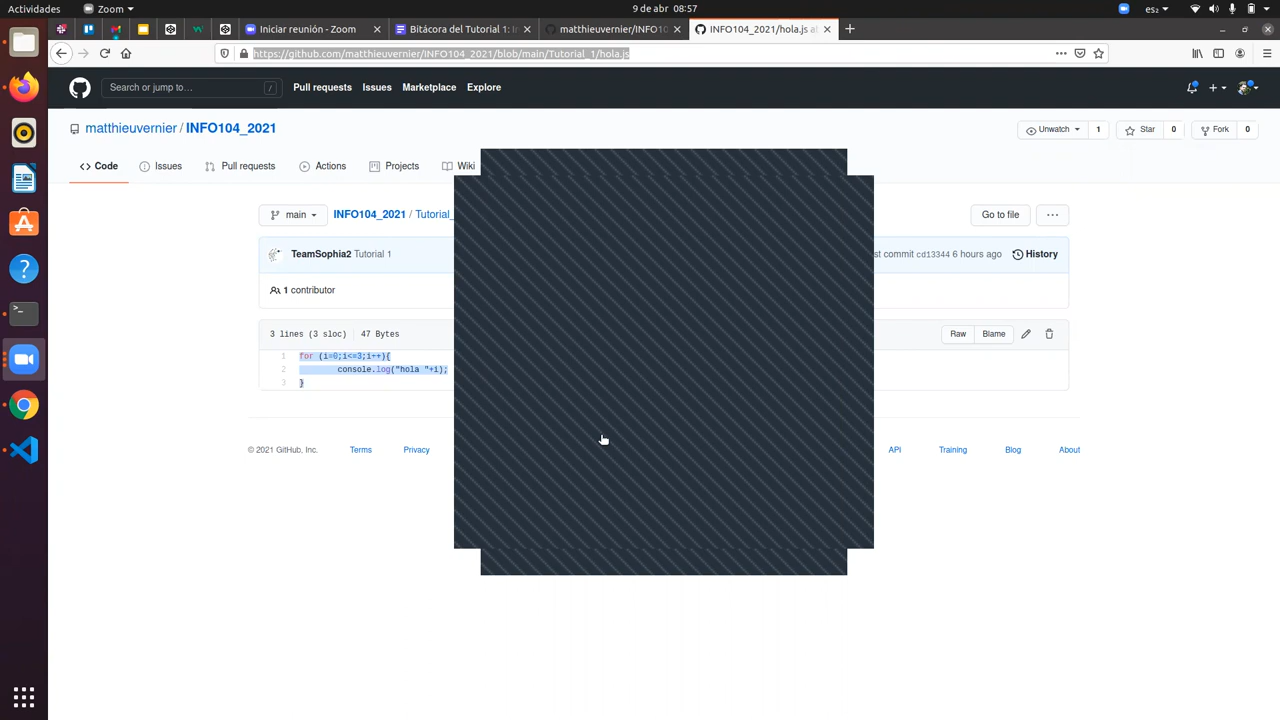 Actividades
Zoom
9 de abr 08:57
es₂
Iniciar reunión - Zoom
Bitácora del Tutorial 1: I
matthieuvernier/INFO10
INFO104_2021/hola.js a
https://github.com/matthieuvernier/INFO104_2021/blob/main/Tutorial_1/hola.js
Search or jump to…
/
Pull requests
Issues
Marketplace
Explore
matthieuvernier / INFO104_2021
Unwatch 1
Star 0
Fork 0
Code
Issues
Pull requests
Actions
Projects
Wiki
main
INFO104_2021 / Tutorial_
Go to file
TeamSophia2 Tutorial 1
st commit cd13344 6 hours ago
History
1 contributor
3 lines (3 sloc) 47 Bytes
Raw
Blame
1 for (i=0;i<=3;i++){
2 console.log("hola "+i);
3 }
© 2021 GitHub, Inc.
Terms
Privacy
API
Training
Blog
About